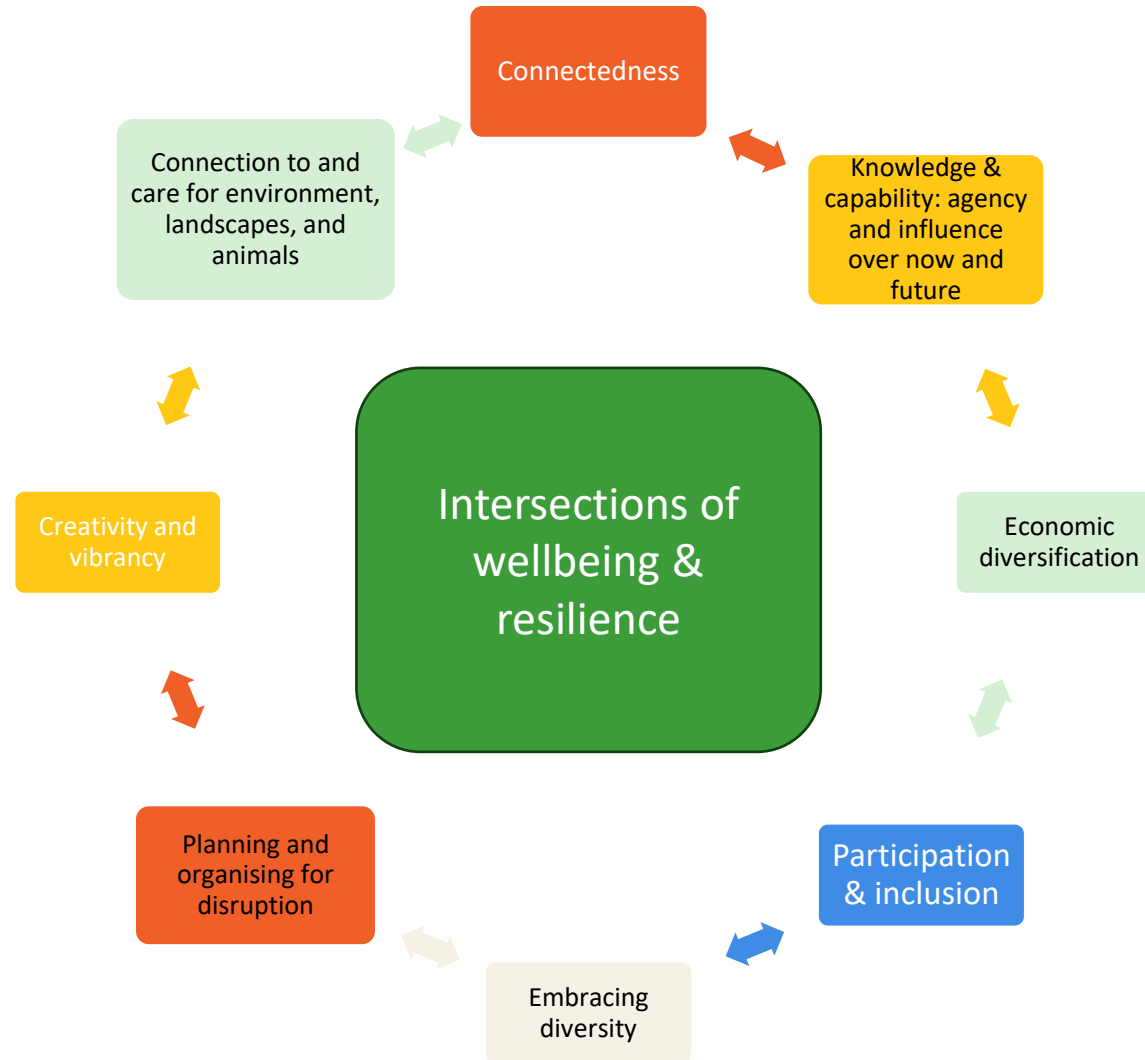 Connectedness
Knowledge &
capability: agency
and influence
over now and
future
Economic
diversification
Participation
& inclusion
Embracing
diversity
Planning and
organising for
disruption
Creativity and
vibrancy
Connection to and
care for environment,
landscapes, and
animals
Intersections of
wellbeing &
resilience